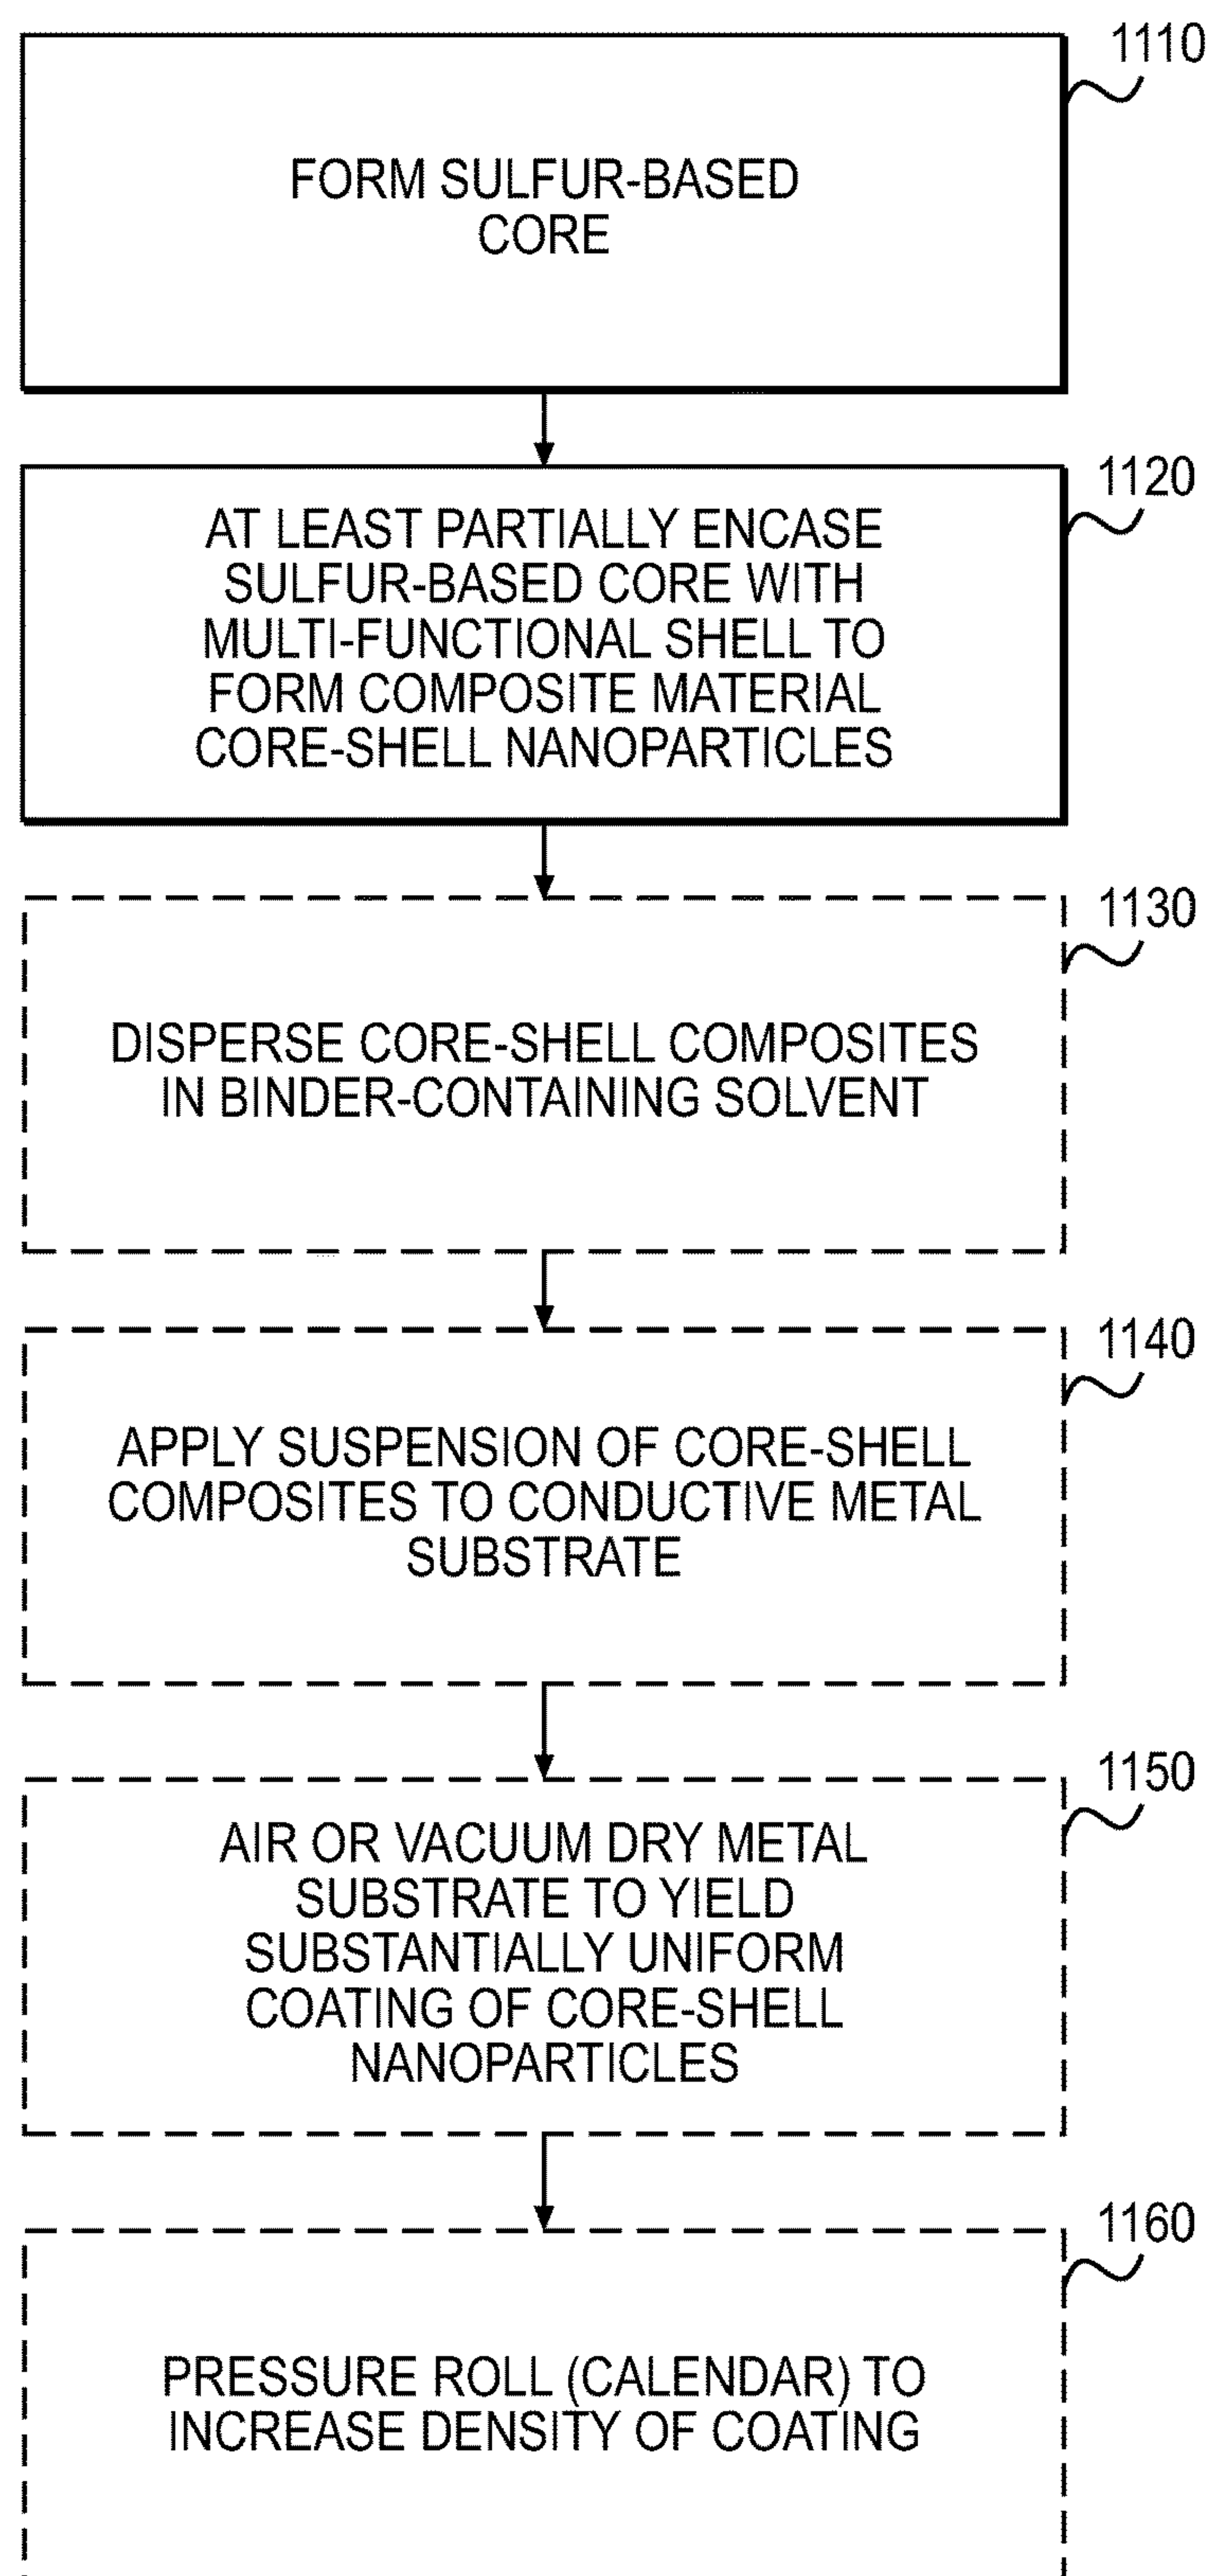 1110
FORM SULFUR-BASED
CORE
1120
AT LEAST PARTIALLY ENCASE
SULFUR-BASED CORE WITH
MULTI-FUNCTIONAL SHELL TO
FORM COMPOSITE MATERIAL
CORE-SHELL NANOPARTICLES
1130
DISPERSE CORE-SHELL COMPOSITES
IN BINDER-CONTAINING SOLVENT
1140
APPLY SUSPENSION OF CORE-SHELL
COMPOSITES TO CONDUCTIVE METAL
SUBSTRATE
1150
AIR OR VACUUM DRY METAL
SUBSTRATE TO YIELD
SUBSTANTIALLY UNIFORM
COATING OF CORE-SHELL
NANOPARTICLES
1160
PRESSURE ROLL (CALENDAR) TO
INCREASE DENSITY OF COATING